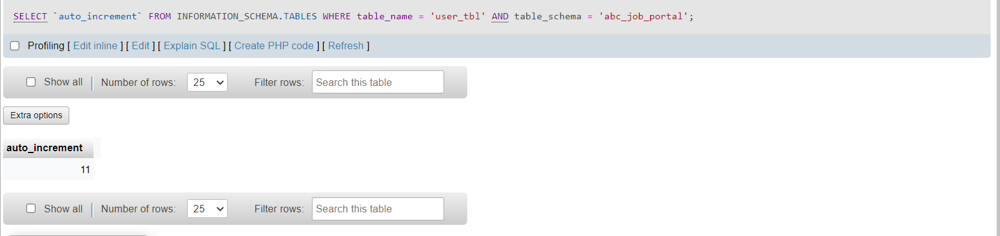 SELECT `auto_increment` FROM INFORMATION_SCHEMA.TABLES WHERE table_name = 'user_tbl' AND table_schema = 'abc_job_portal';
Profiling [ Edit inline ] [ Edit ] [ Explain SQL ] [ Create PHP code ] [ Refresh ]
Show all | Number of rows: 25 Filter rows: Search this table
Extra options
auto_increment
11
Show all | Number of rows: 25 Filter rows: Search this table